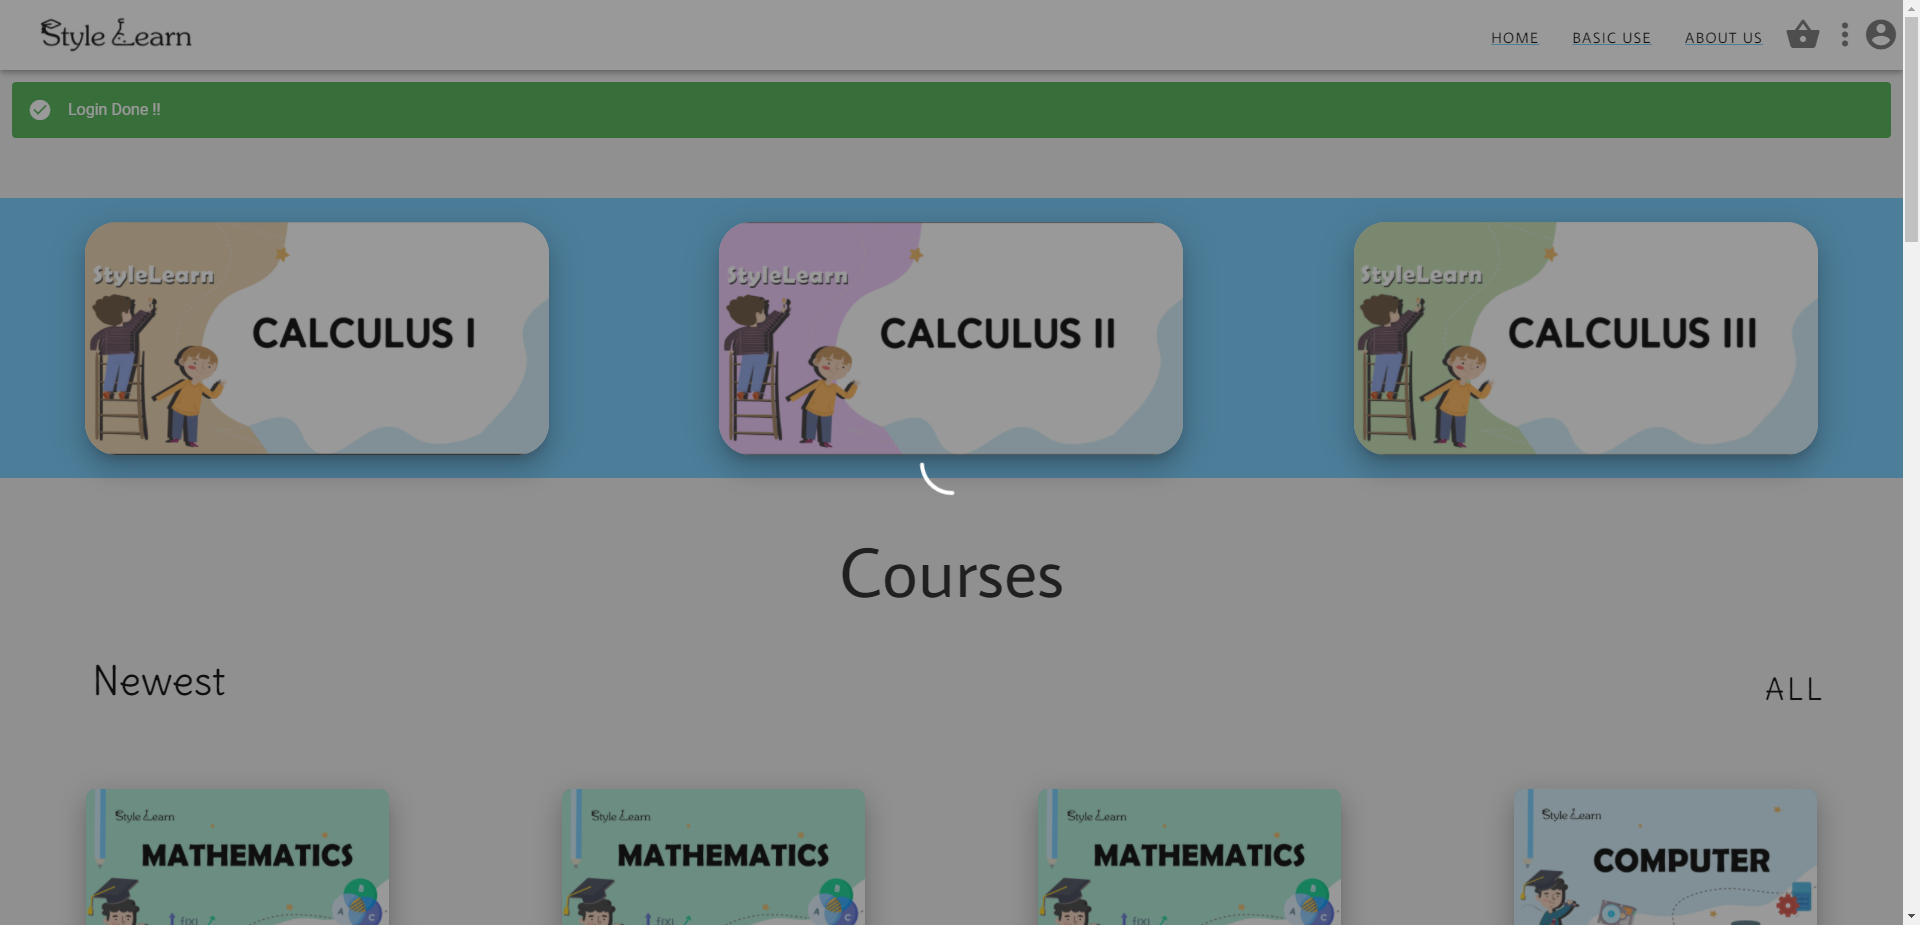 Style Learn
HOME BASIC USE ABOUT US
Login Done !!
StyleLearn
CALCULUS I
StyleLearn
CALCULUS II
StyleLearn
CALCULUS III
Courses
Newest
ALL
Style Learn
MATHEMATICS
B
A
C
f(x)
Style Learn
MATHEMATICS
B
A
C
f(x)
Style Learn
MATHEMATICS
B
A
C
f(x)
Style Learn
COMPUTER